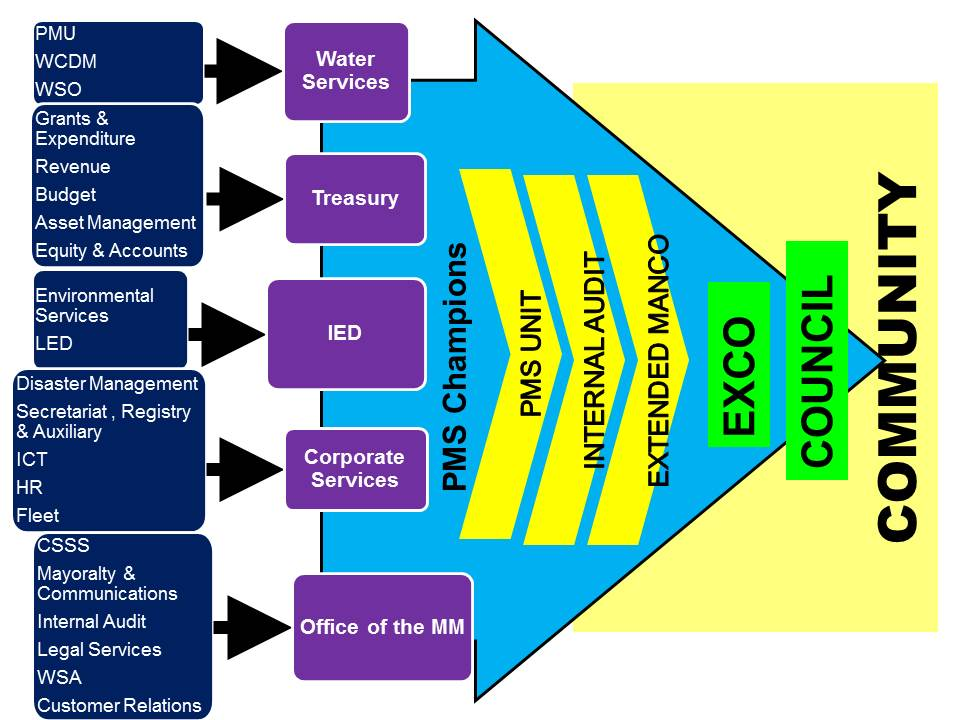 PMU
WCDM
WSO
Water
Services
Grants &
Expenditure
Revenue
Budget
Asset Management
Equity & Accounts
Treasury
Environmental
Services
LED
IED
Disaster Management
Secretariat , Registry
& Auxiliary
ICT
HR
Fleet
Corporate
Services
CSSS
Mayoralty &
Communications
Internal Audit
Legal Services
WSA
Customer Relations
Office of the MM
PMS Champions
PMS UNIT
INTERNAL AUDIT
EXTENDED MANCO
EXCO
COUNCIL
COMMUNITY